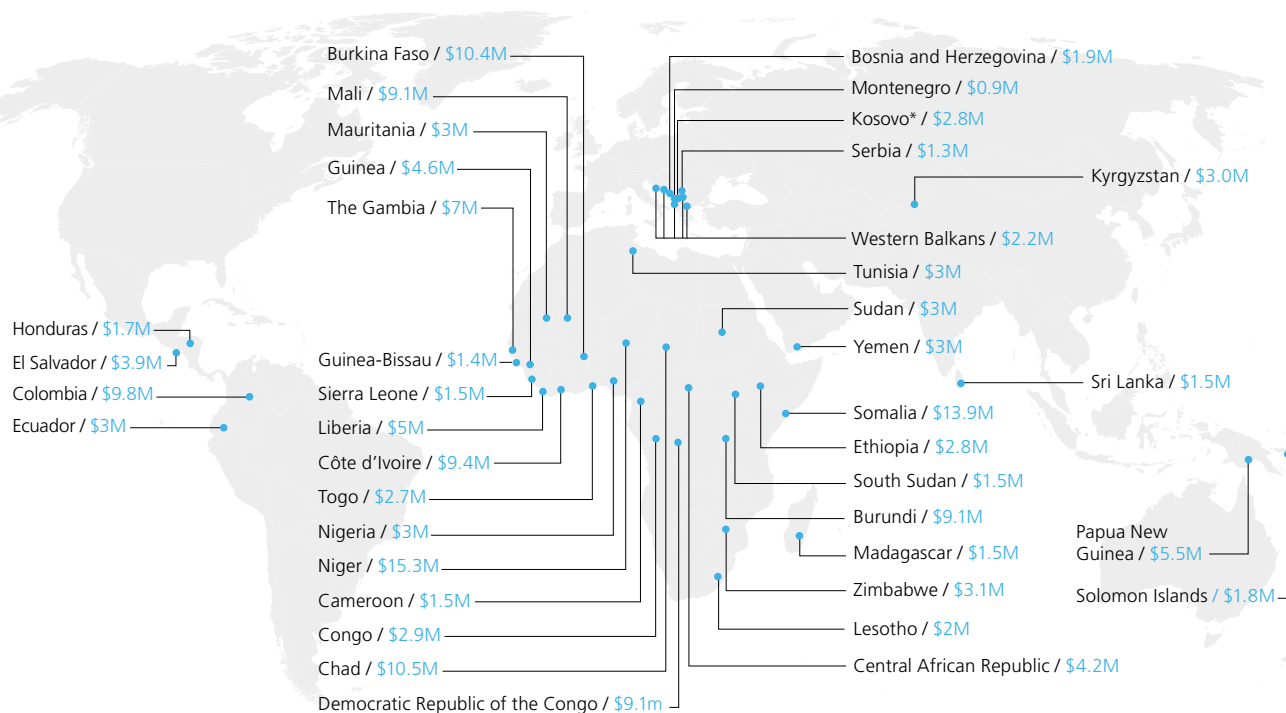 Burkina Faso / $10.4M
Mali / $9.1M
Mauritania / $3M
Guinea / $4.6M
The Gambia / $7M
Honduras / $1.7M
El Salvador / $3.9M
Colombia / $9.8M
Ecuador / $3M
Guinea-Bissau / $1.4M
Sierra Leone / $1.5M
Liberia / $5M
Côte d’Ivoire / $9.4M
Togo / $2.7M
Nigeria / $3M
Niger / $15.3M
Cameroon / $1.5M
Congo / $2.9M
Chad / $10.5M
Democratic Republic of the Congo / $9.1m
Bosnia and Herzegovina / $1.9M
Montenegro / $0.9M
Kosovo* / $2.8M
Serbia / $1.3M
Western Balkans / $2.2M
Tunisia / $3M
Sudan / $3M
Yemen / $3M
Somalia / $13.9M
Ethiopia / $2.8M
South Sudan / $1.5M
Burundi / $9.1M
Madagascar / $1.5M
Zimbabwe / $3.1M
Lesotho / $2M
Central African Republic / $4.2M
Kyrgyzstan / $3.0M
Sri Lanka / $1.5M
Papua New
Guinea / $5.5M
Solomon Islands / $1.8M